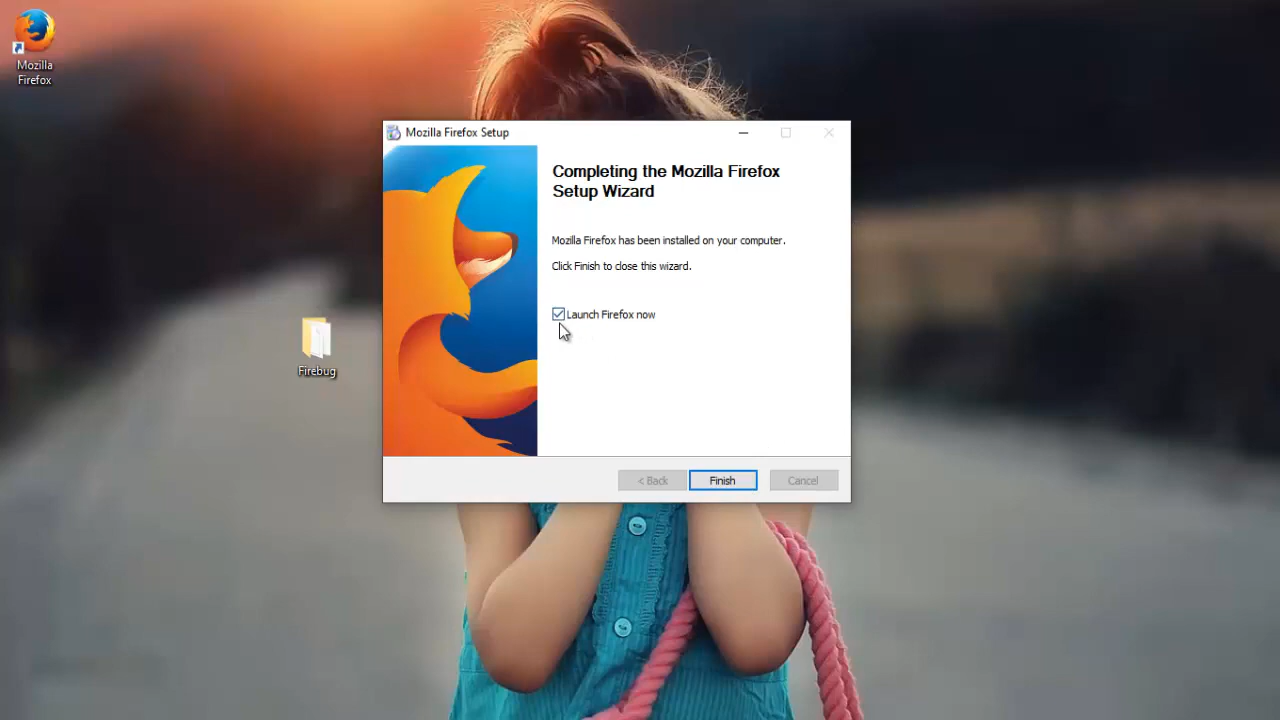 Mozilla
Firefox
Firebug
Mozilla Firefox Setup
Completing the Mozilla Firefox
Setup Wizard
Mozilla Firefox has been installed on your computer.
Click Finish to close this wizard.
Launch Firefox now
< Back
Finish
Cancel